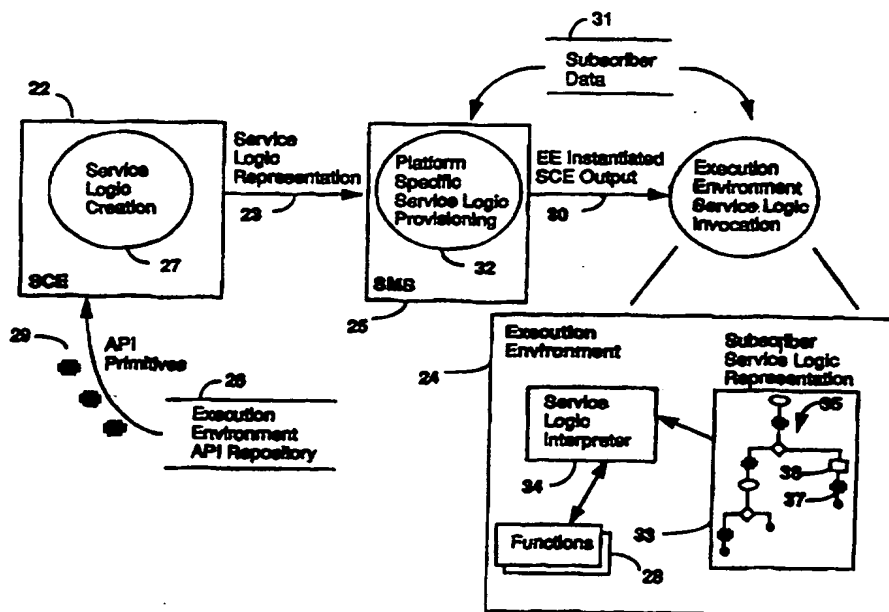 31
Subscriber
Data
22
Service
Logic
Creation
27
SCE
Service
Logic
Representation
23
Platform
Specific
Service Logic
Provisioning
32
SMS
25
EE Instantiated
SCE Output
30
Execution
Environment
Service Logic
Invocation
29
API
Primitives
26
Execution
Environment
API Repository
24
Execution
Environment
Service
Logic
Interpreter
34
Functions
28
Subscriber
Service Logic
Representation
35
36
37
33